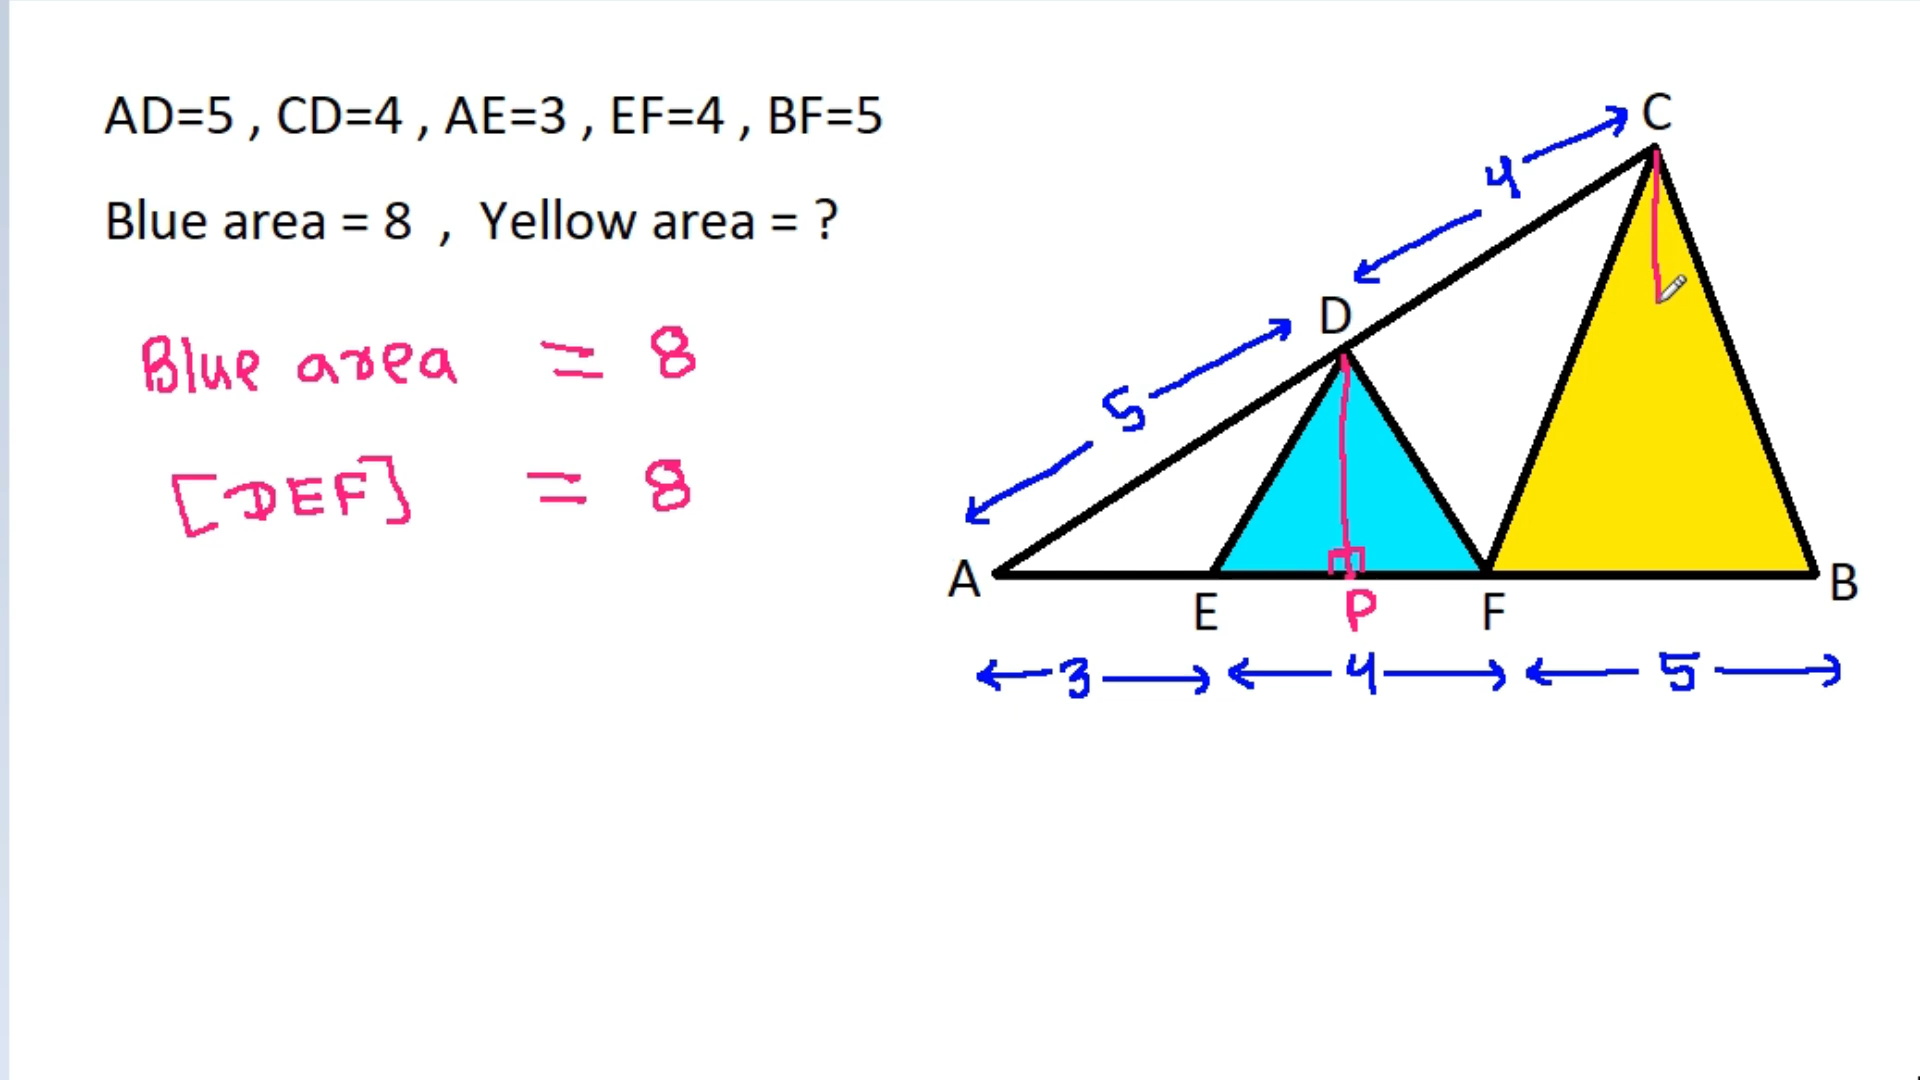 AD=5 , CD=4 , AE=3 , EF=4 , BF=5
Blue area = 8 , Yellow area = ?
Blue area = 8
[DEF] = 8
C
4
D
5
A
B
E
P
F
3
4
5